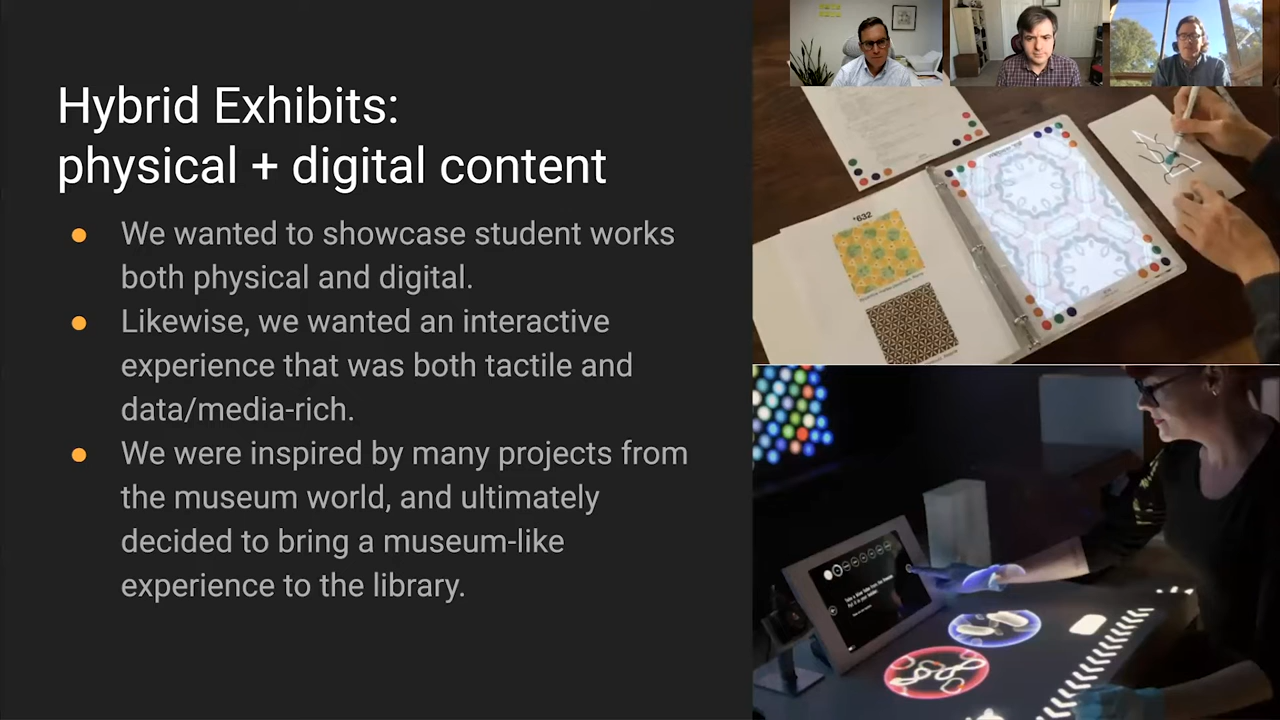 Hybrid Exhibits:
physical + digital content
We wanted to showcase student works
both physical and digital.
Likewise, we wanted an interactive
experience that was both tactile and
data/media-rich.
We were inspired by many projects from
the museum world, and ultimately
decided to bring a museum-like
experience to the library.
*632